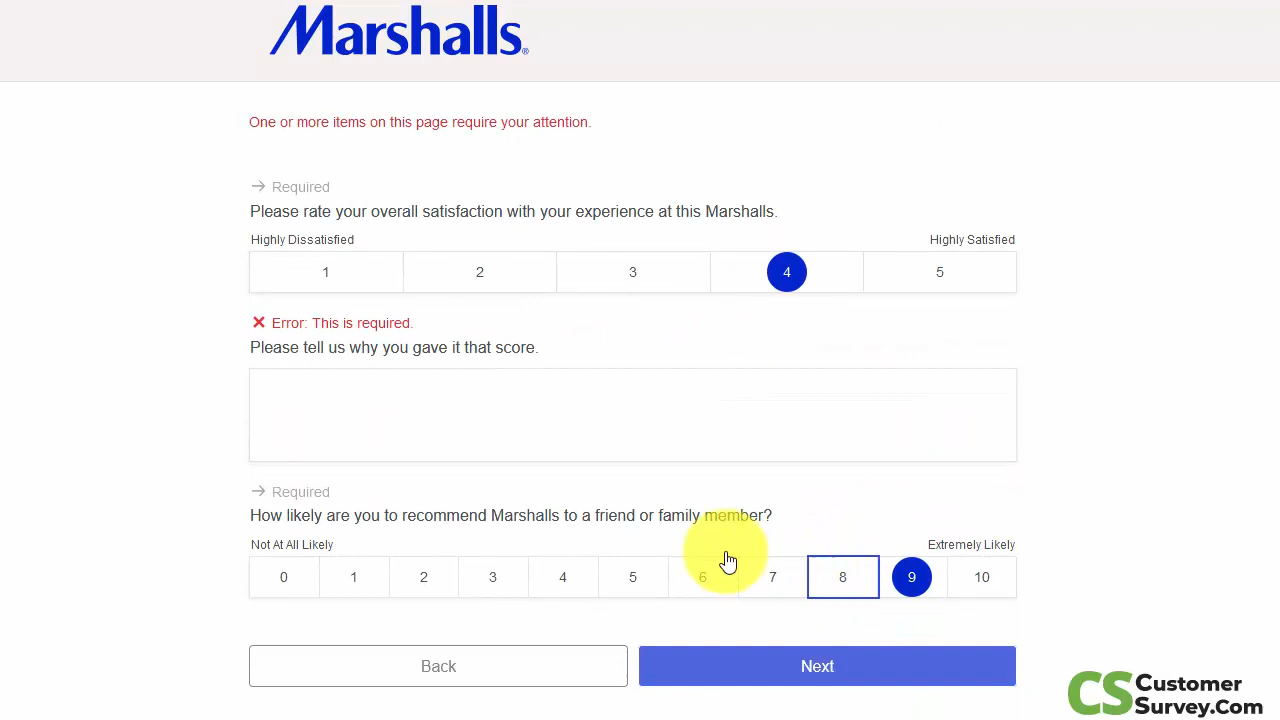 Marshalls®
One or more items on this page require your attention.
→ Required
Please rate your overall satisfaction with your experience at this Marshalls.
Highly Dissatisfied Highly Satisfied
1 2 3 4 5
✕ Error: This is required.
Please tell us why you gave it that score.
→ Required
How likely are you to recommend Marshalls to a friend or family member?
Not At All Likely Extremely Likely
0 1 2 3 4 5 6 7 8 9 10
Back Next
CS Customer
Survey.Com